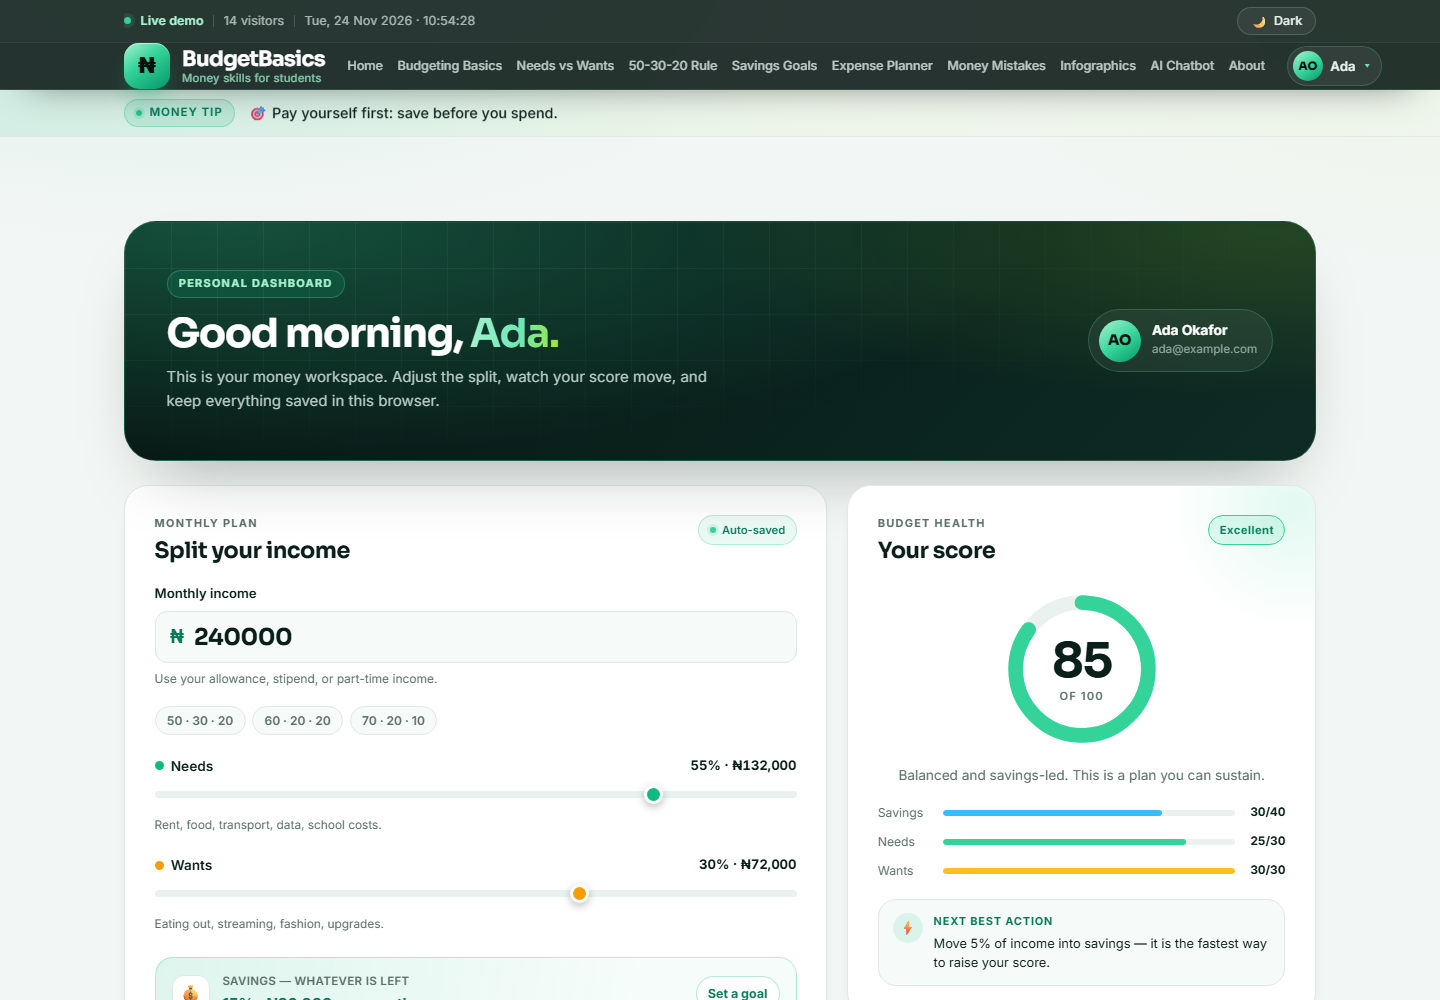 Live demo
14 visitors
Tue, 24 Nov 2026 · 10:54:28
Dark
₦
BudgetBasics
Money skills for students
Home
Budgeting Basics
Needs vs Wants
50-30-20 Rule
Savings Goals
Expense Planner
Money Mistakes
Infographics
AI Chatbot
About
AO
Ada
MONEY TIP
Pay yourself first: save before you spend.
PERSONAL DASHBOARD
Good morning, Ada.
This is your money workspace. Adjust the split, watch your score move, and
keep everything saved in this browser.
AO
Ada Okafor
ada@example.com
MONTHLY PLAN
Split your income
Auto-saved
Monthly income
₦ 240000
Use your allowance, stipend, or part-time income.
50 · 30 · 20
60 · 20 · 20
70 · 20 · 10
Needs
55% · ₦132,000
Rent, food, transport, data, school costs.
Wants
30% · ₦72,000
Eating out, streaming, fashion, upgrades.
SAVINGS — WHATEVER IS LEFT
Set a goal
BUDGET HEALTH
Your score
Excellent
85
OF 100
Balanced and savings-led. This is a plan you can sustain.
Savings
30/40
Needs
25/30
Wants
30/30
NEXT BEST ACTION
Move 5% of income into savings — it is the fastest way
to raise your score.